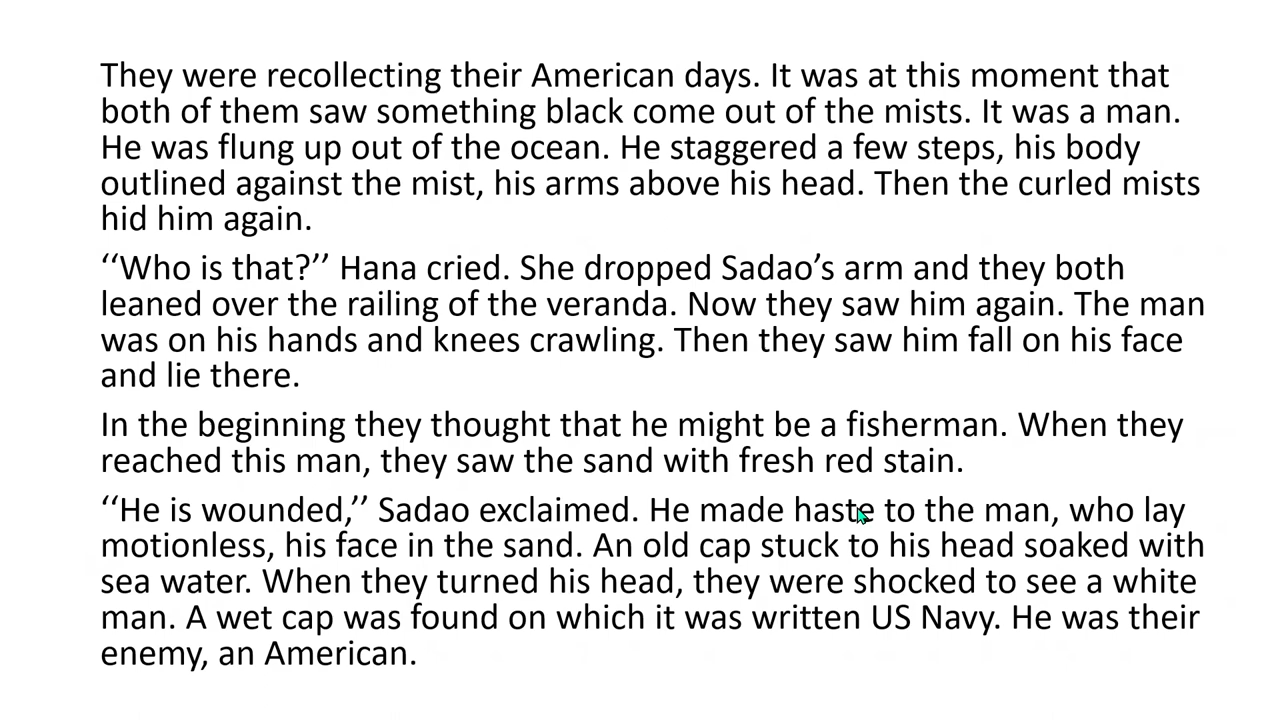 They were recollecting their American days. It was at this moment that
both of them saw something black come out of the mists. It was a man.
He was flung up out of the ocean. He staggered a few steps, his body
outlined against the mist, his arms above his head. Then the curled mists
hid him again.
‘‘Who is that?’’ Hana cried. She dropped Sadao’s arm and they both
leaned over the railing of the veranda. Now they saw him again. The man
was on his hands and knees crawling. Then they saw him fall on his face
and lie there.
In the beginning they thought that he might be a fisherman. When they
reached this man, they saw the sand with fresh red stain.
‘‘He is wounded,’’ Sadao exclaimed. He made haste to the man, who lay
motionless, his face in the sand. An old cap stuck to his head soaked with
sea water. When they turned his head, they were shocked to see a white
man. A wet cap was found on which it was written US Navy. He was their
enemy, an American.